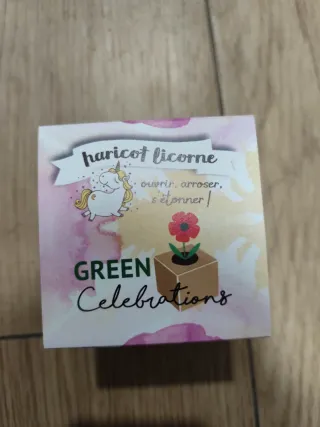 haricot licorne
ouvrir, arroser,
s'étonner!
GREEN
Celebrations